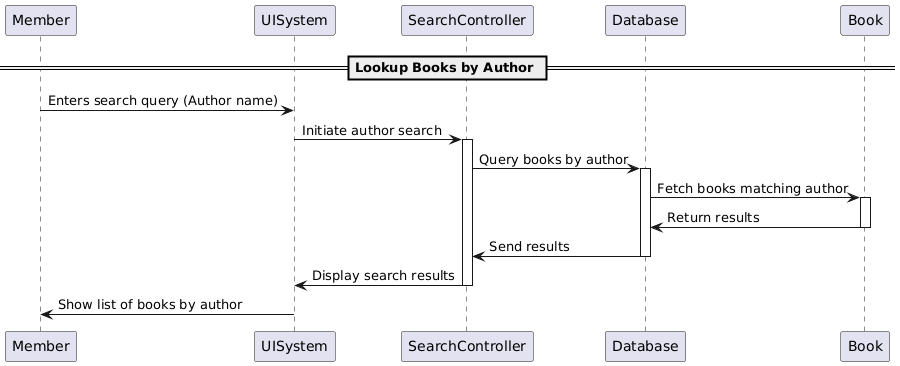 Member UISystem SearchController Database Book
Lookup Books by Author
Enters search query (Author name)
Initiate author search
Query books by author
Fetch books matching author
Return results
Send results
Display search results
Show list of books by author
Member UISystem SearchController Database Book